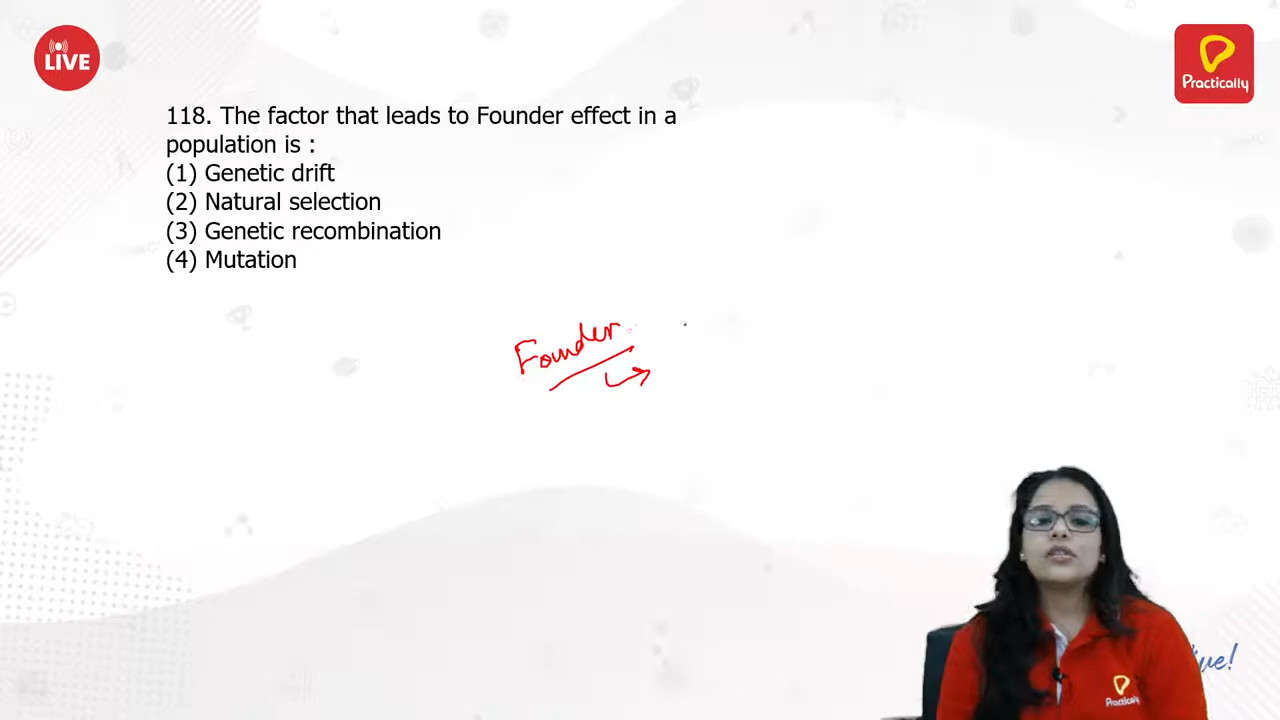 LIVE
Practically
118. The factor that leads to Founder effect in a
population is :
(1) Genetic drift
(2) Natural selection
(3) Genetic recombination
(4) Mutation
Founder
Practically